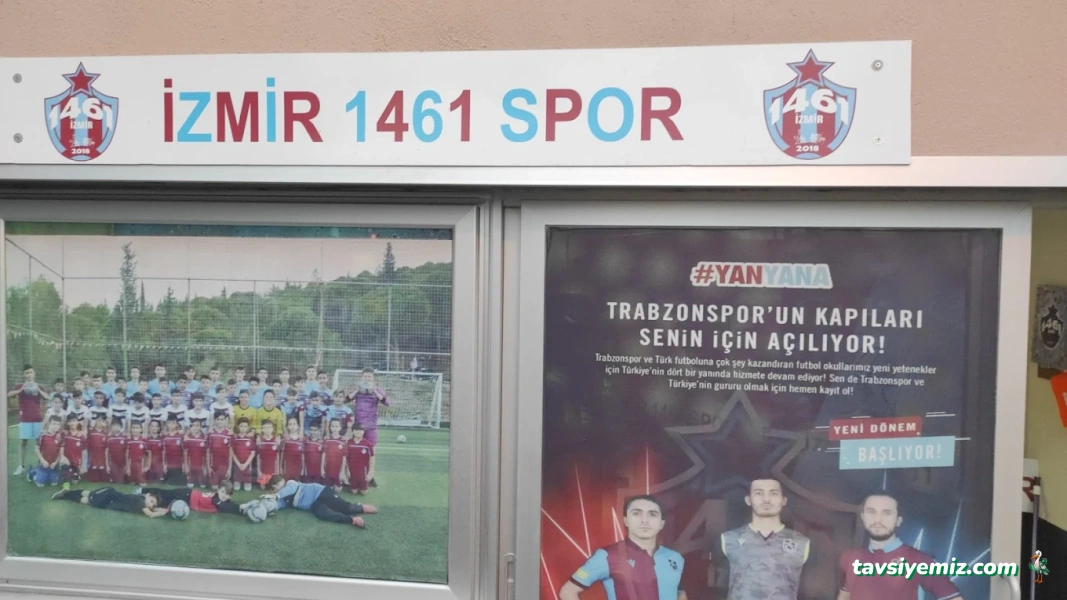 1461
İZMİR
2018
İZMİR 1461 SPOR
1461
İZMİR
2018
#YANYANA
TRABZONSPOR'UN KAPILARI
SENİN İÇİN AÇILIYOR!
Trabzonspor ve Türk futboluna çok şey kazandıran futbol okullarımız yeni yetenekler
için Türkiye'nin dört bir yanında hizmete devam ediyor! Sen de Trabzonspor ve
Türkiye'nin gururu olmak için hemen kayıt ol!
YENİ DÖNEM
BAŞLIYOR!
1461
tavsiyemiz.com